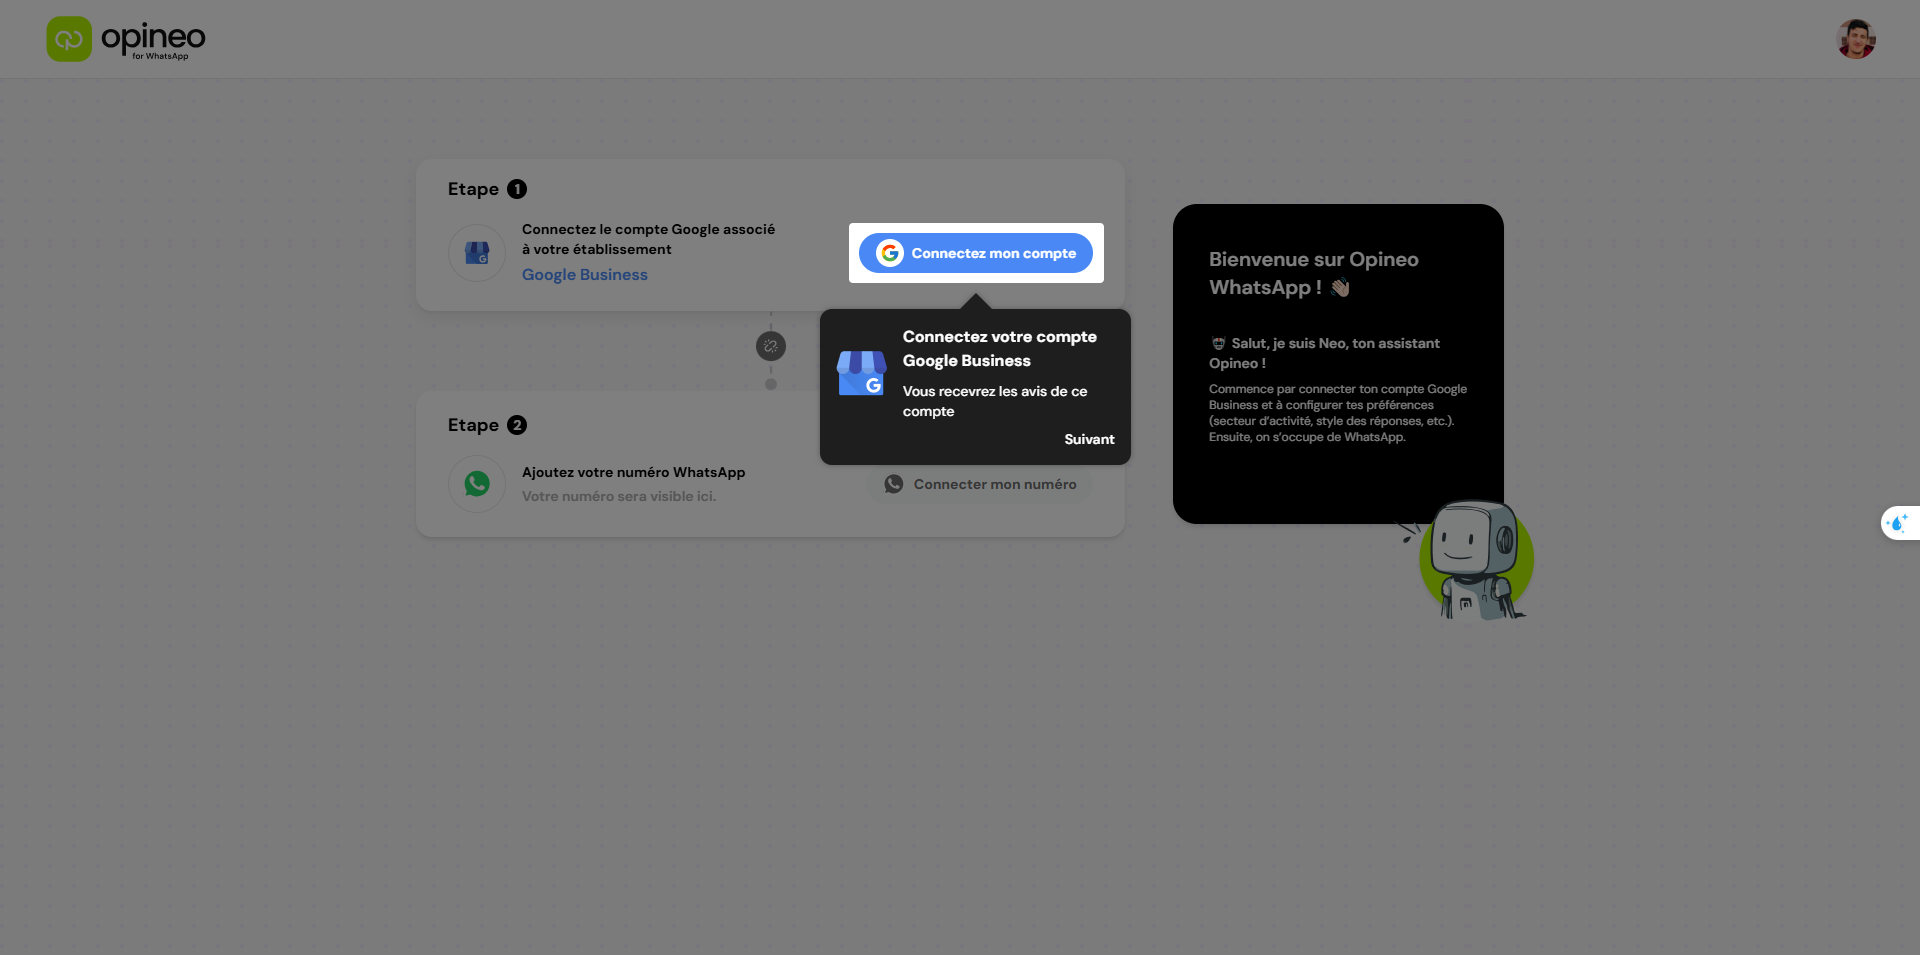 opineo
for WhatsApp
Etape 1
Connectez le compte Google associé
à votre établissement
Google Business
Connectez mon compte
Connectez votre compte
Google Business
Vous recevrez les avis de ce
compte
Suivant
Etape 2
Ajoutez votre numéro WhatsApp
Votre numéro sera visible ici.
Connecter mon numéro
Bienvenue sur Opineo
WhatsApp ! 👋🏼
🤖 Salut, je suis Neo, ton assistant
Opineo !
Commence par connecter ton compte Google
Business et à configurer tes préférences
(secteur d’activité, style des réponses, etc.).
Ensuite, on s’occupe de WhatsApp.